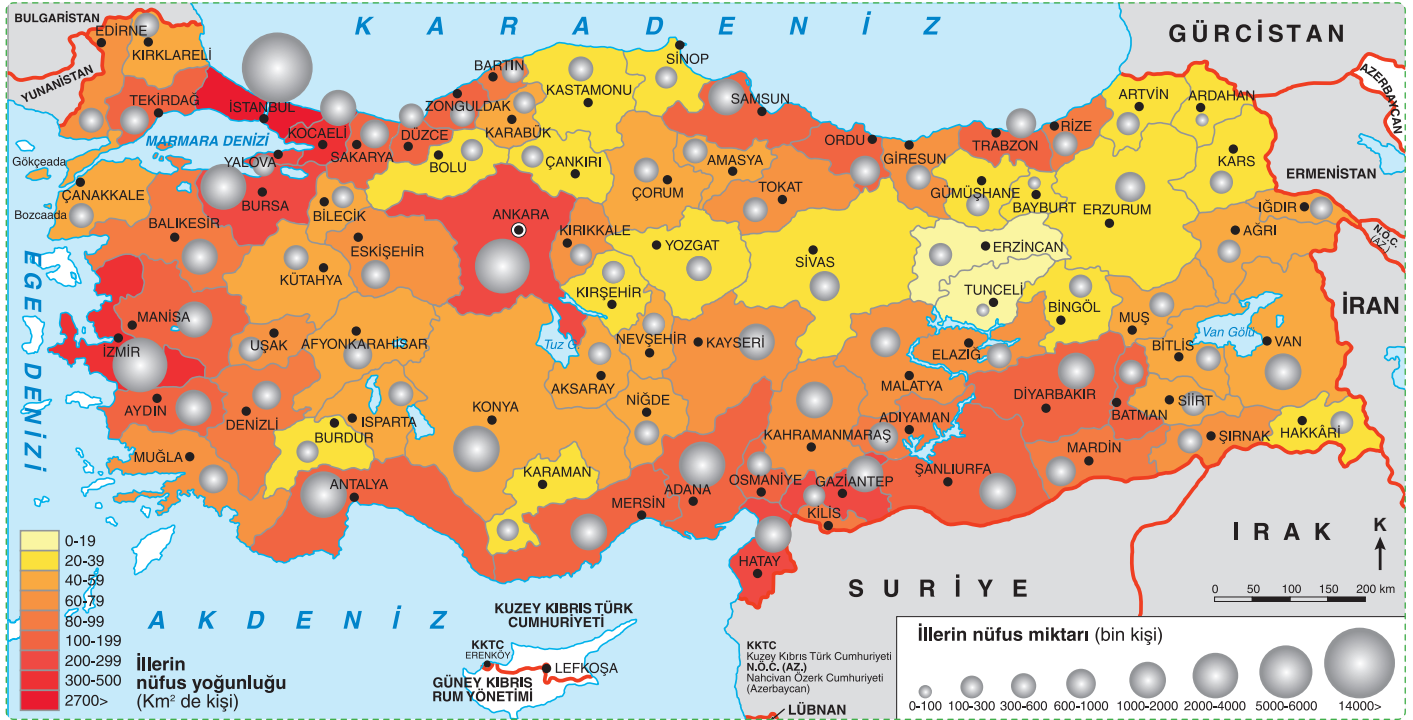 BULGARİSTAN
YUNANİSTAN
K A R A D E N İ Z
GÜRCİSTAN
AZERBAYCAN
ERMENİSTAN
N.Ö.C.
(AZ.)
İRAN
EDİRNE
KIRKLARELİ
TEKİRDAĞ
İSTANBUL
KOCAELİ
MARMARA DENİZİ
YALOVA
SAKARYA
DÜZCE
ZONGULDAK
BARTIN
KARABÜK
KASTAMONU
SİNOP
SAMSUN
BOLU
ÇANKIRI
ÇORUM
AMASYA
TOKAT
ORDU
GİRESUN
TRABZON
RİZE
ARTVİN
ARDAHAN
KARS
GÜMÜŞHANE
BAYBURT
ERZURUM
IĞDIR
AĞRI
Gökçeada
ÇANAKKALE
Bozcaada
BALIKESİR
BURSA
BİLECİK
ESKİŞEHİR
KÜTAHYA
ANKARA
KIRIKKALE
KIRŞEHİR
YOZGAT
SİVAS
ERZİNCAN
TUNCELİ
BİNGÖL
MUŞ
Van Gölü
VAN
BİTLİS
EGE DENİZİ
MANİSA
İZMİR
UŞAK
AFYONKARAHİSAR
Tuz G.
NEVŞEHİR
KAYSERİ
MALATYA
ELAZIĞ
DİYARBAKIR
BATMAN
SİİRT
AYDIN
DENİZLİ
BURDUR
ISPARTA
KONYA
AKSARAY
NİĞDE
KAHRAMANMARAŞ
ADIYAMAN
MARDİN
ŞIRNAK
HAKKÂRİ
MUĞLA
ANTALYA
KARAMAN
MERSİN
ADANA
OSMANİYE
GAZİANTEP
KİLİS
ŞANLIURFA
HATAY
S U R İ Y E
I R A K
K
0 50 100 150 200 km
0-19
20-39
40-59
60-79
80-99
100-199
200-299
300-500
2700>
İllerin
nüfus yoğunluğu
(Km² de kişi)
A K D E N İ Z
KUZEY KIBRIS TÜRK
CUMHURİYETİ
KKTC
ERENKÖY
LEFKOŞA
GÜNEY KIBRIS
RUM YÖNETİMİ
KKTC
Kuzey Kıbrıs Türk Cumhuriyeti
N.Ö.C. (AZ.)
Nahcivan Özerk Cumhuriyeti
(Azerbaycan)
LÜBNAN
İllerin nüfus miktarı (bin kişi)
0-100 100-300 300-600 600-1000 1000-2000 2000-4000 5000-6000 14000>